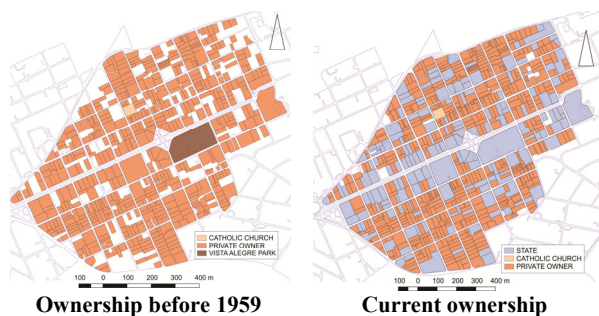 CATHOLIC CHURCH
PRIVATE OWNER
VISTA ALEGRE PARK
100 0 100 200 300 400 m
Ownership before 1959
STATE
CATHOLIC CHURCH
PRIVATE OWNER
100 0 100 200 300 400 m
Current ownership